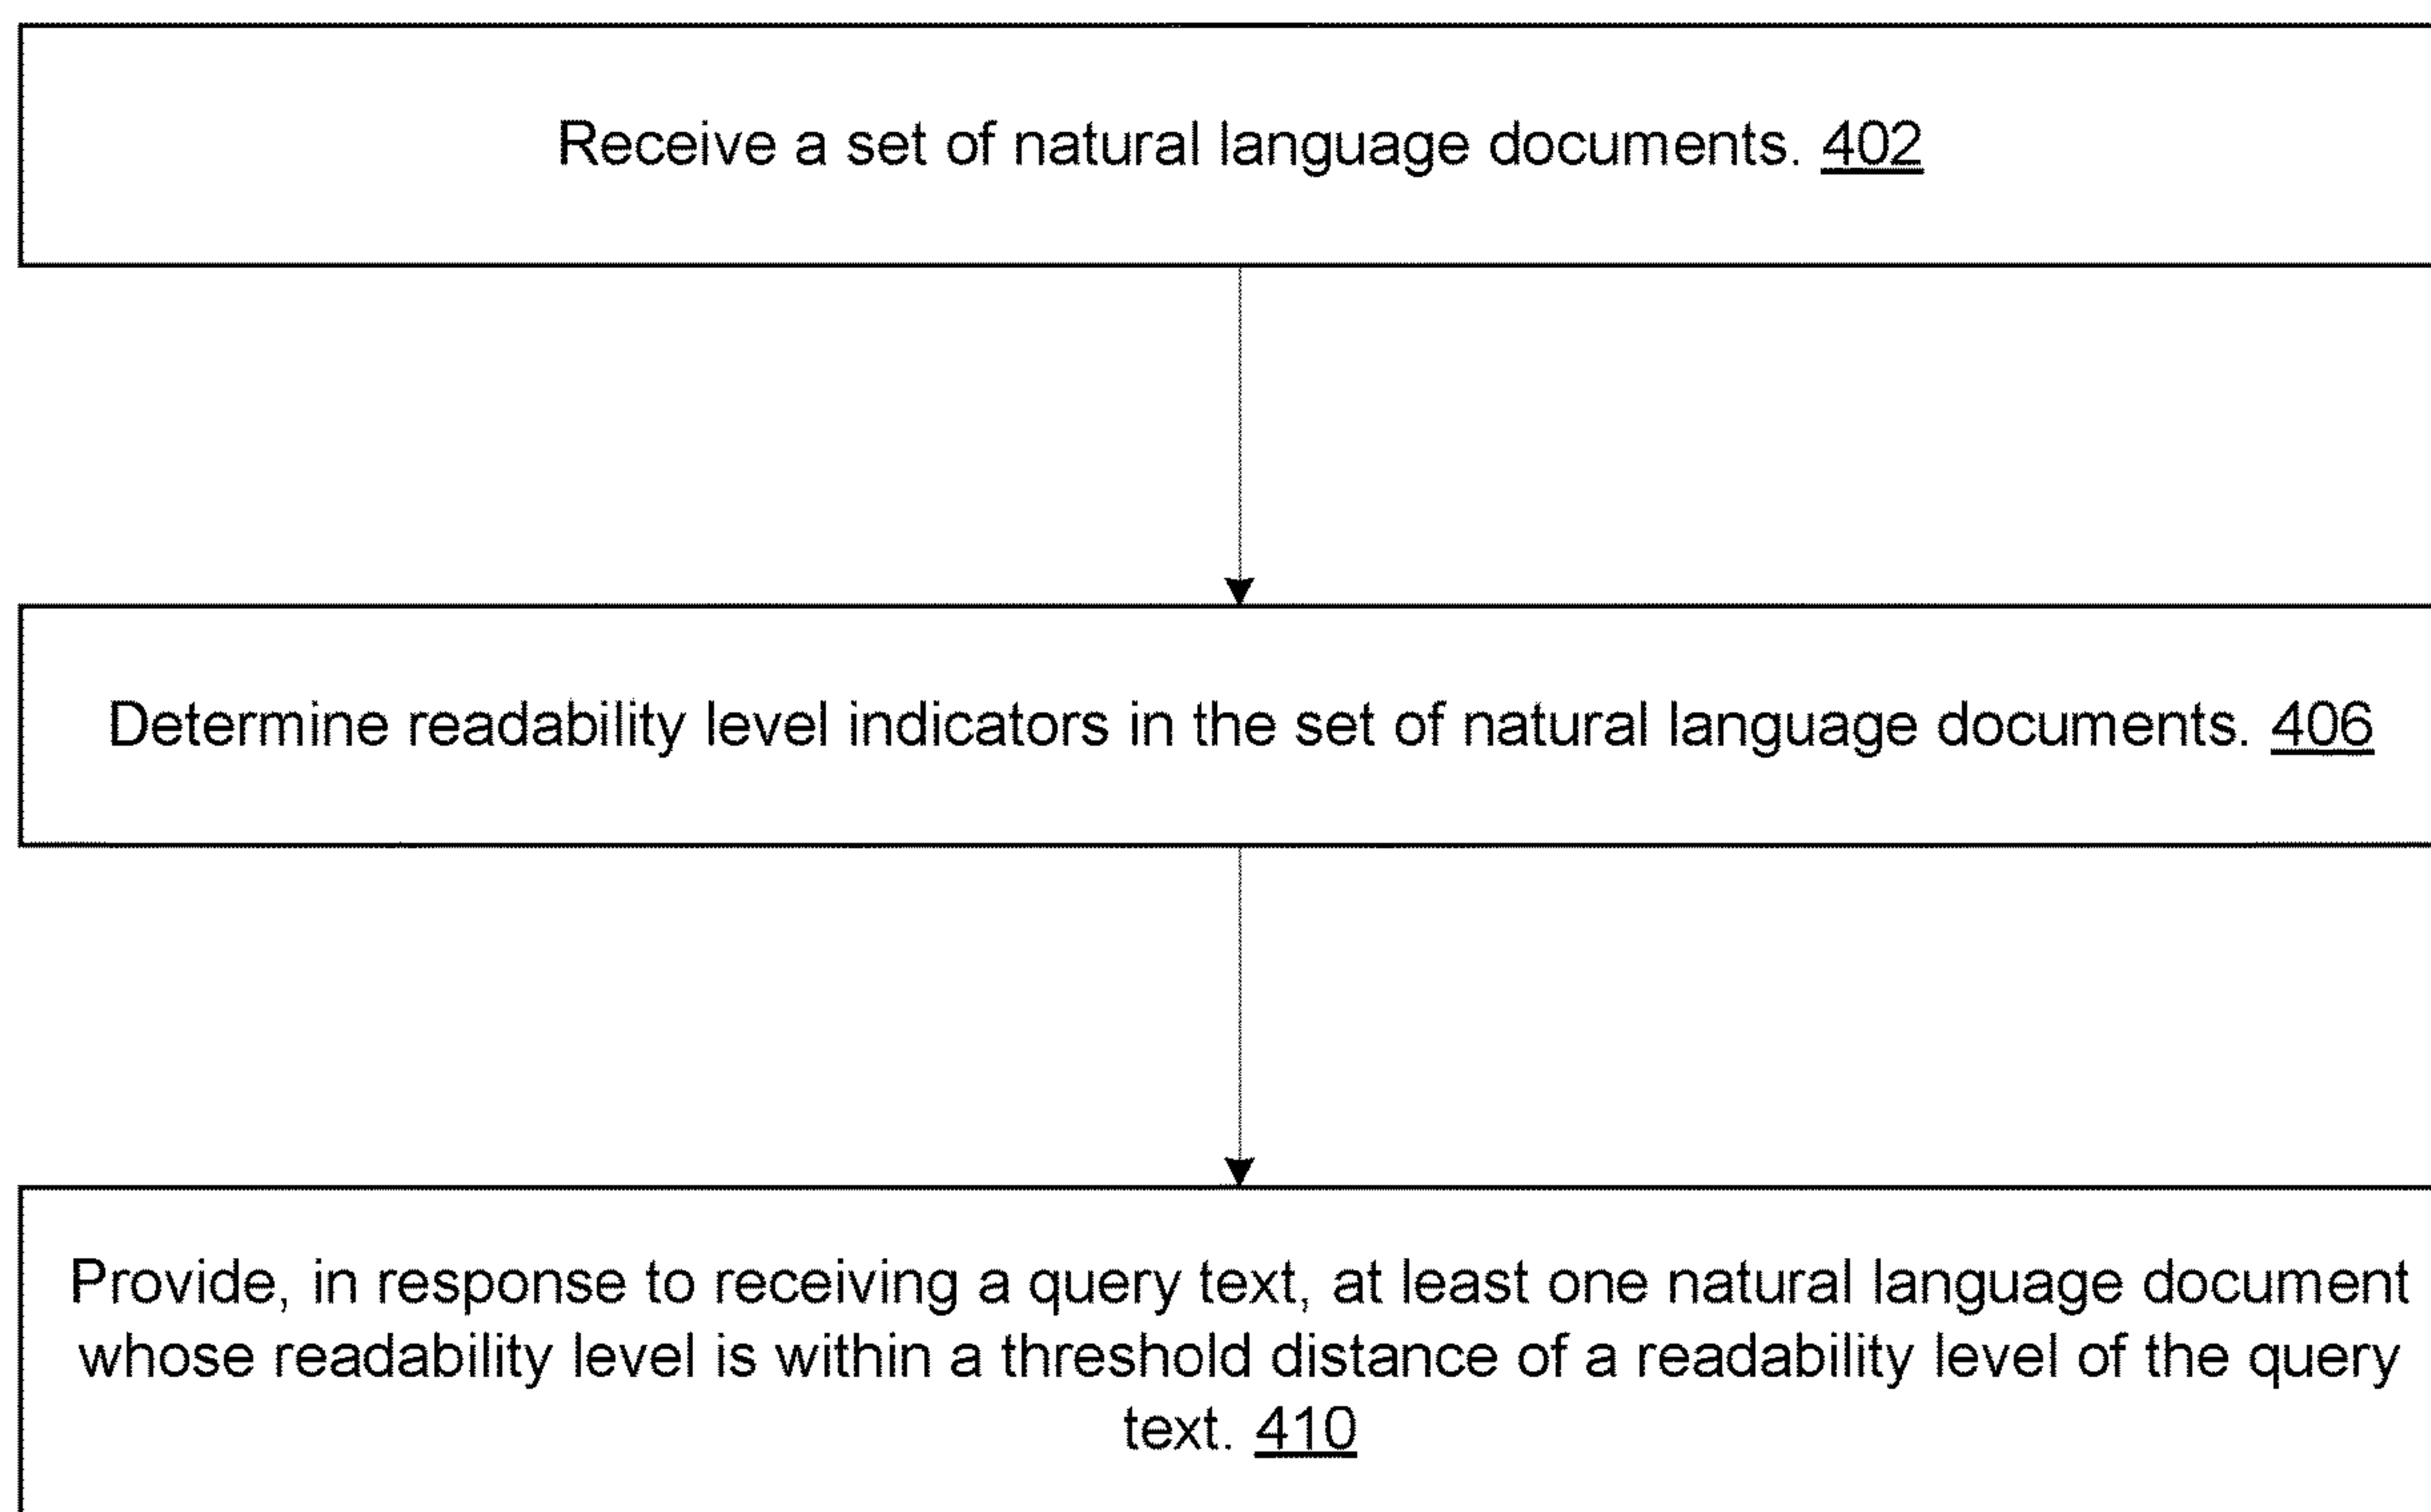 Receive a set of natural language documents. 402
Determine readability level indicators in the set of natural language documents. 406
Provide, in response to receiving a query text, at least one natural language document
whose readability level is within a threshold distance of a readability level of the query
text. 410